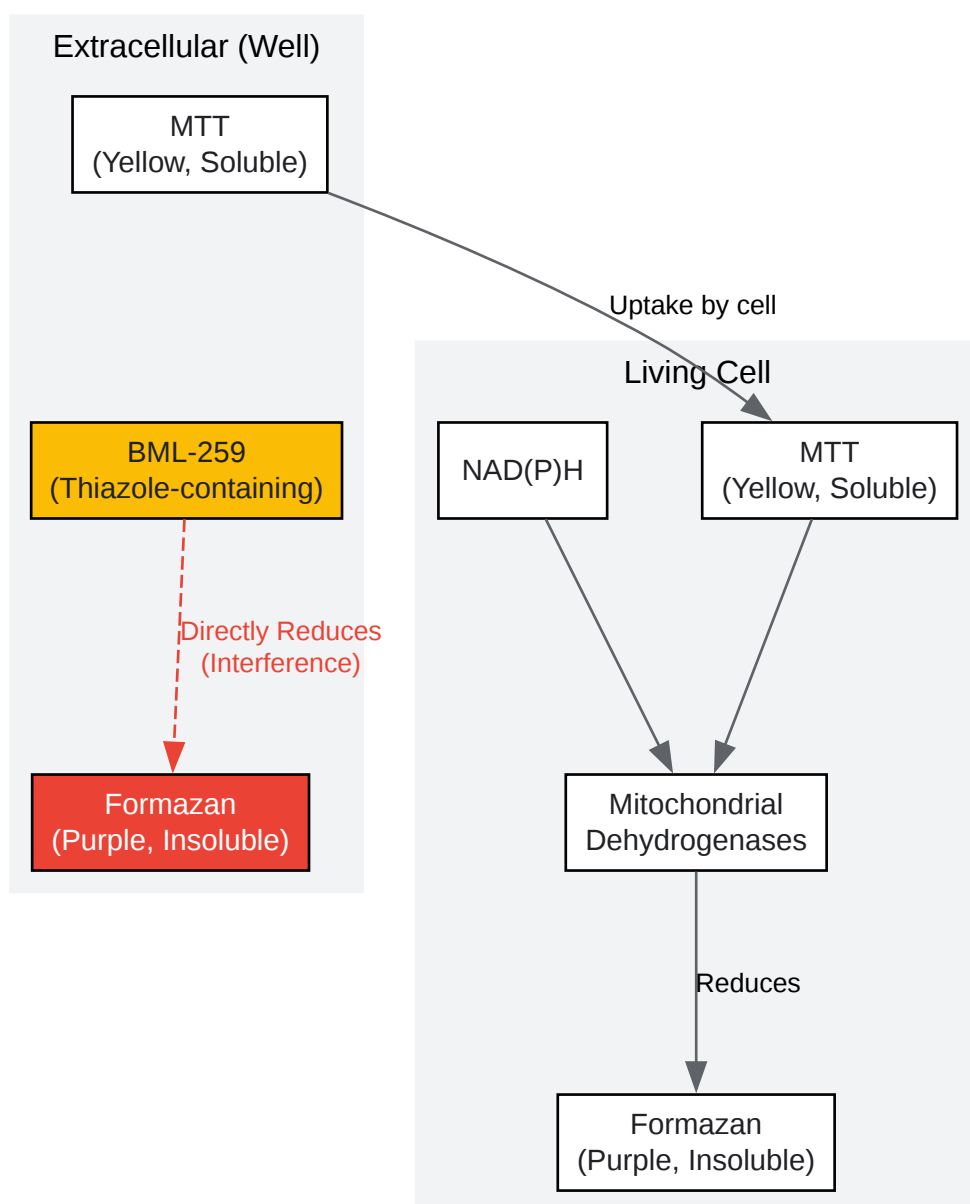 Extracellular (Well)
MTT
(Yellow, Soluble)
Uptake by cell
Living Cell
BML-259
(Thiazole-containing)
NAD(P)H
MTT
(Yellow, Soluble)
Directly Reduces
(Interference)
Formazan
(Purple, Insoluble)
Mitochondrial
Dehydrogenases
Reduces
Formazan
(Purple, Insoluble)